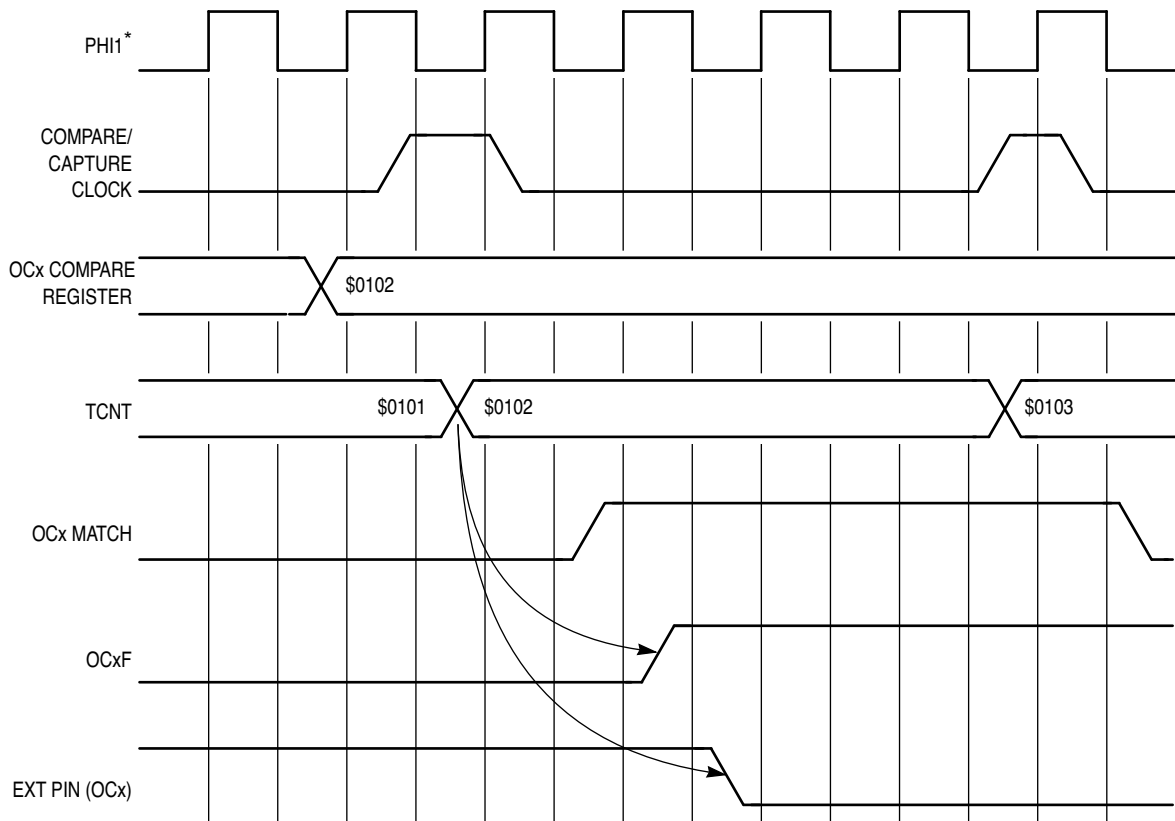 PHI1*
COMPARE/
CAPTURE
CLOCK
OCx COMPARE
REGISTER
$0102
TCNT
$0101
$0102
$0103
OCx MATCH
OCxF
EXT PIN (OCx)